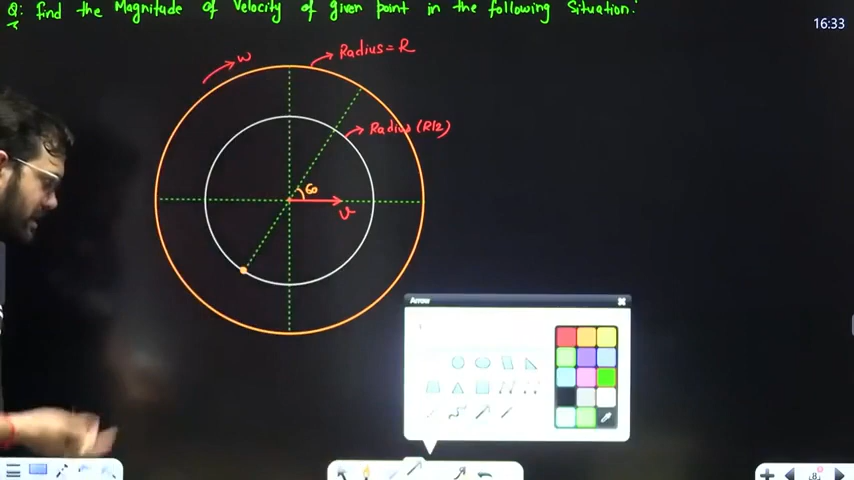 Q: find the Magnitude of Velocity of given point in the following Situation:
16:33
ω
Radius = R
Radius (R/2)
60
v
Arrow
8